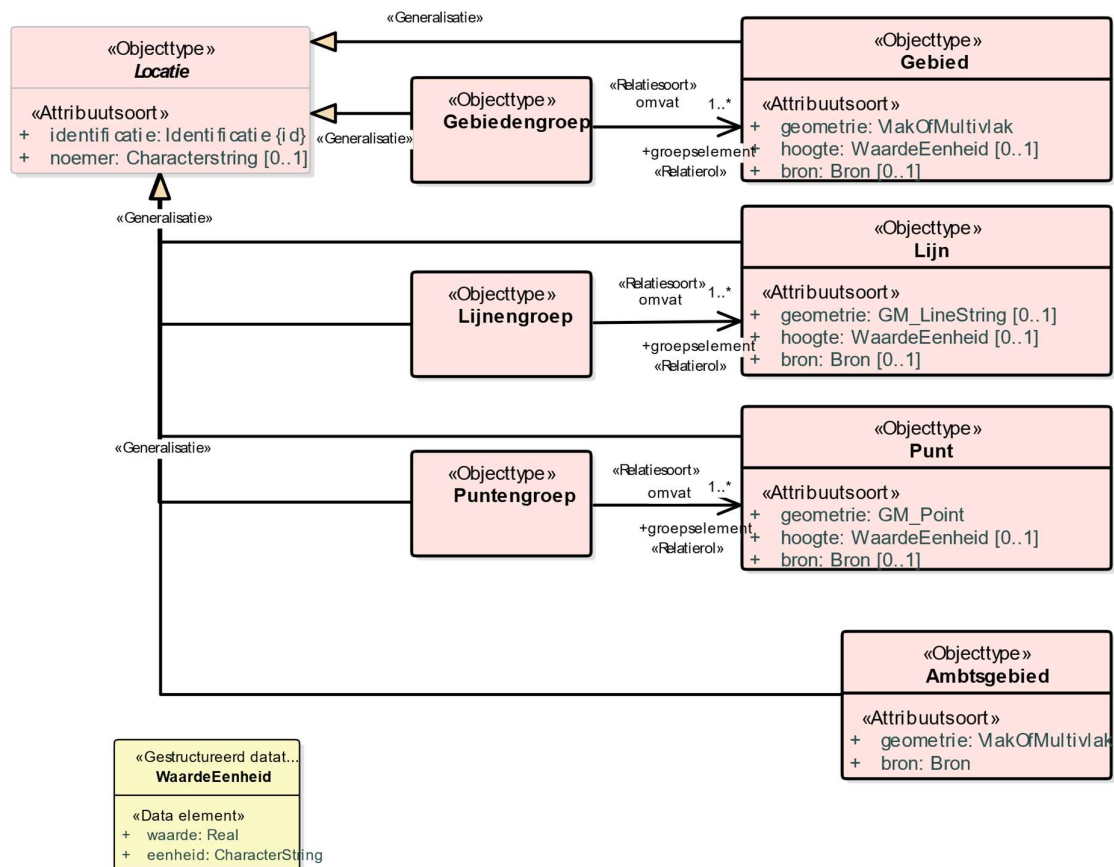 «Generalisatie»
«Objecttype»
Locatie
«Attribuutsoort»
+ identificatie: Identificatie {id}
+ noemer: Characterstring [0..1]
«Objecttype»
Gebied
«Attribuutsoort»
+ geometrie: VlakOfMultivlak
+ hoogte: WaardeEenheid [0..1]
+ bron: Bron [0..1]
«Objecttype»
Gebiedengroep
«Generalisatie»
«Relatiesoort»
omvat
1..*
+groepselement
«Relatierol»
«Generalisatie»
«Objecttype»
Lijn
«Attribuutsoort»
+ geometrie: GM_LineString [0..1]
+ hoogte: WaardeEenheid [0..1]
+ bron: Bron [0..1]
«Objecttype»
Lijnengroep
«Relatiesoort»
omvat
1..*
+groepselement
«Relatierol»
«Generalisatie»
«Objecttype»
Punt
«Attribuutsoort»
+ geometrie: GM_Point
+ hoogte: WaardeEenheid [0..1]
+ bron: Bron [0..1]
«Objecttype»
Puntengroep
«Relatiesoort»
omvat
1..*
+groepselement
«Relatierol»
«Objecttype»
Ambtsgebied
«Attribuutsoort»
+ geometrie: VlakOfMultivlak
+ bron: Bron
«Gestructureerd datat...
WaardeEenheid
«Data element»
+ waarde: Real
+ eenheid: CharacterString